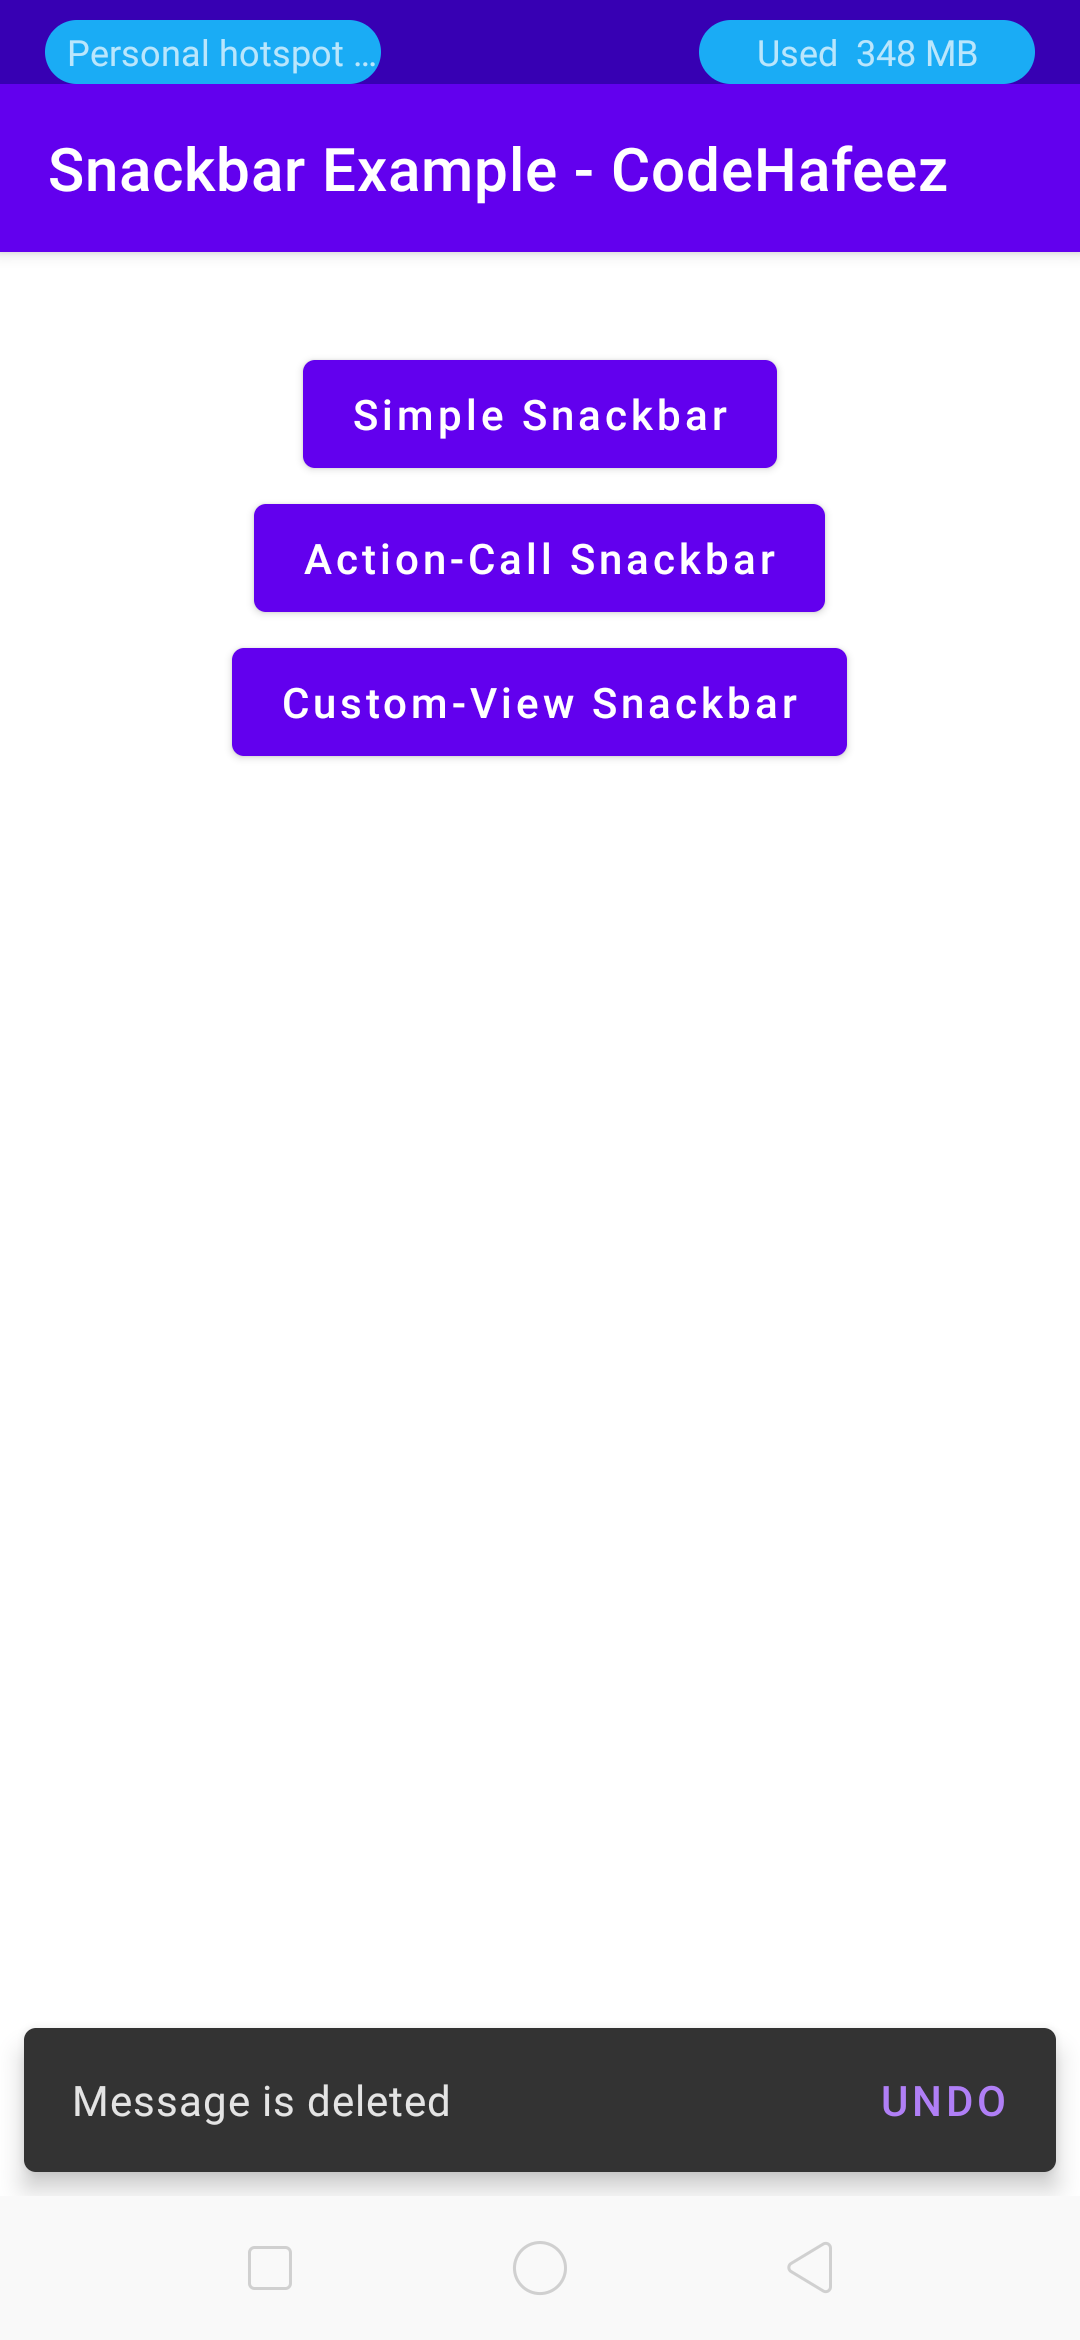 Personal hotspot ...
Used 348 MB
Snackbar Example - CodeHafeez
Simple Snackbar
Action-Call Snackbar
Custom-View Snackbar
Message is deleted
UNDO